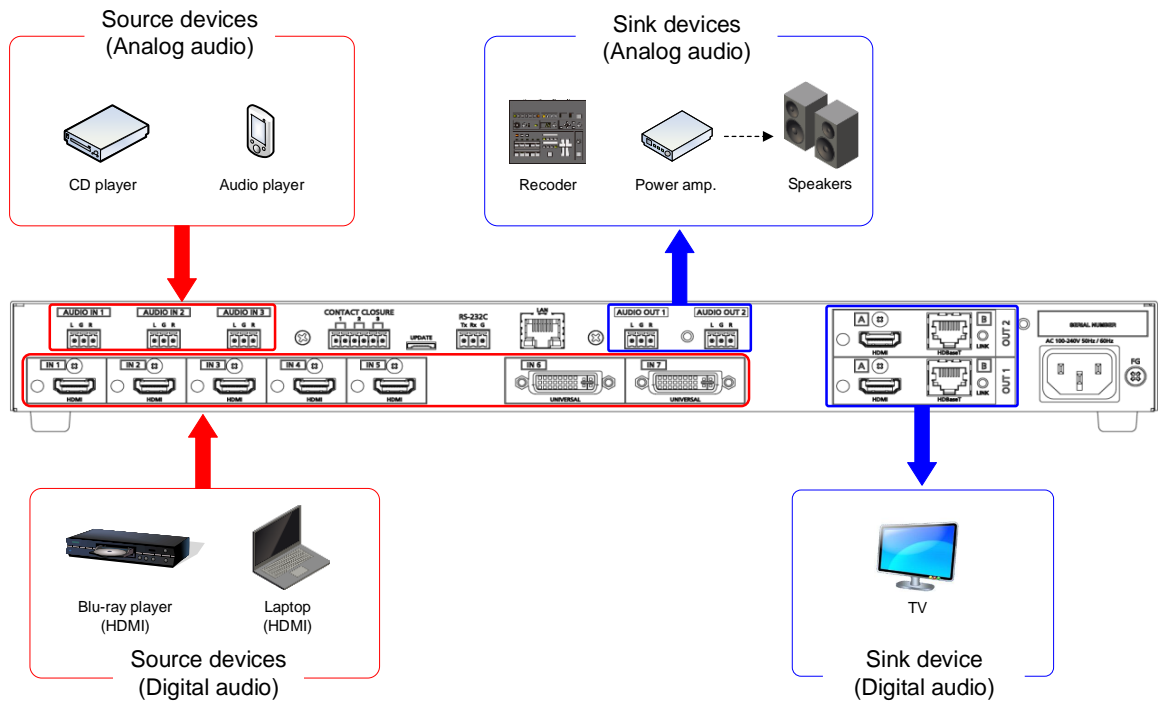 Source devices
(Analog audio)
CD player
Audio player
Sink devices
(Analog audio)
Recoder
Power amp.
Speakers
AUDIO IN 1
L G R
AUDIO IN 2
L G R
AUDIO IN 3
L G R
CONTACT CLOSURE
1 2 3
UPDATE
RS-232C
Tx Rx G
LAN
AUDIO OUT 1
L G R
AUDIO OUT 2
L G R
A
HDMI
B
HDBaseT
LINK
OUT 2
A
HDMI
B
HDBaseT
LINK
OUT 1
SERIAL NUMBER
AC 100-240V 50Hz / 60Hz
FG
IN 1
HDMI
IN 2
HDMI
IN 3
HDMI
IN 4
HDMI
IN 5
HDMI
IN 6
UNIVERSAL
IN 7
UNIVERSAL
Blu-ray player
(HDMI)
Laptop
(HDMI)
Source devices
(Digital audio)
TV
Sink device
(Digital audio)